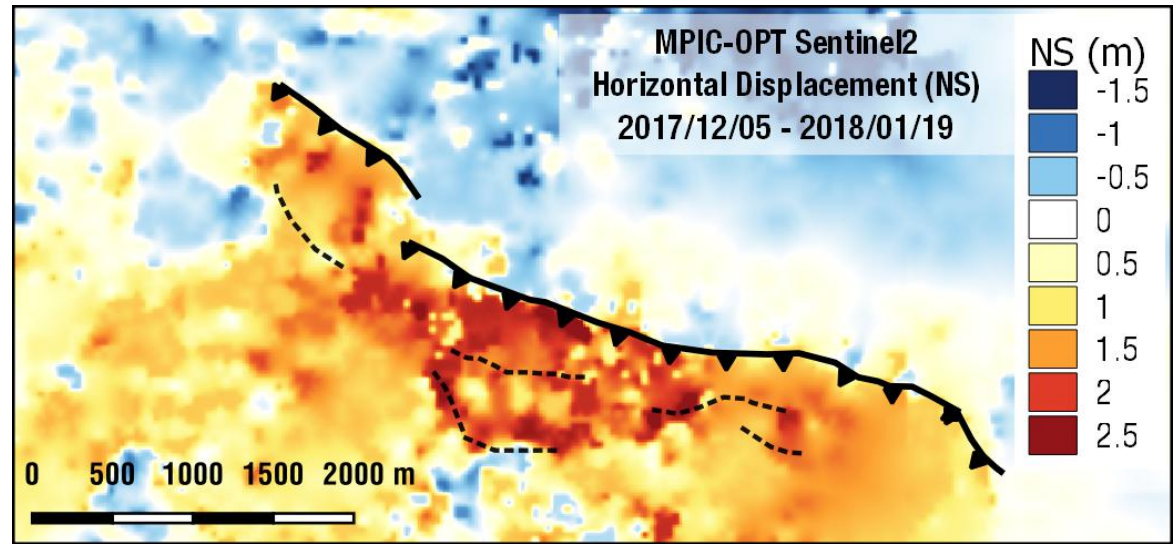 MPIC-OPT Sentinel2
Horizontal Displacement (NS)
2017/12/05 - 2018/01/19
NS (m)
-1.5
-1
-0.5
0
0.5
1
1.5
2
2.5
0 500 1000 1500 2000 m